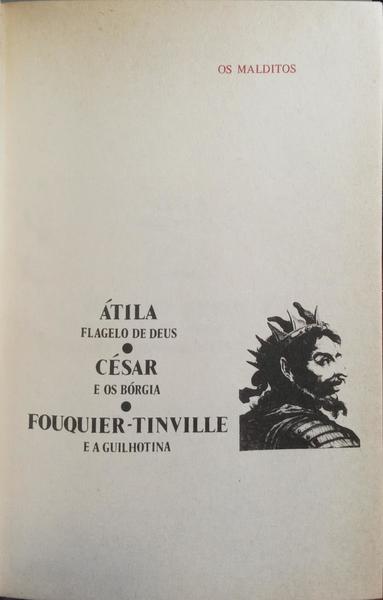 OS MALDITOS
ÁTILA
FLAGELO DE DEUS
●
CÉSAR
E OS BÓRGIA
●
FOUQUIER-TINVILLE
E A GUILHOTINA